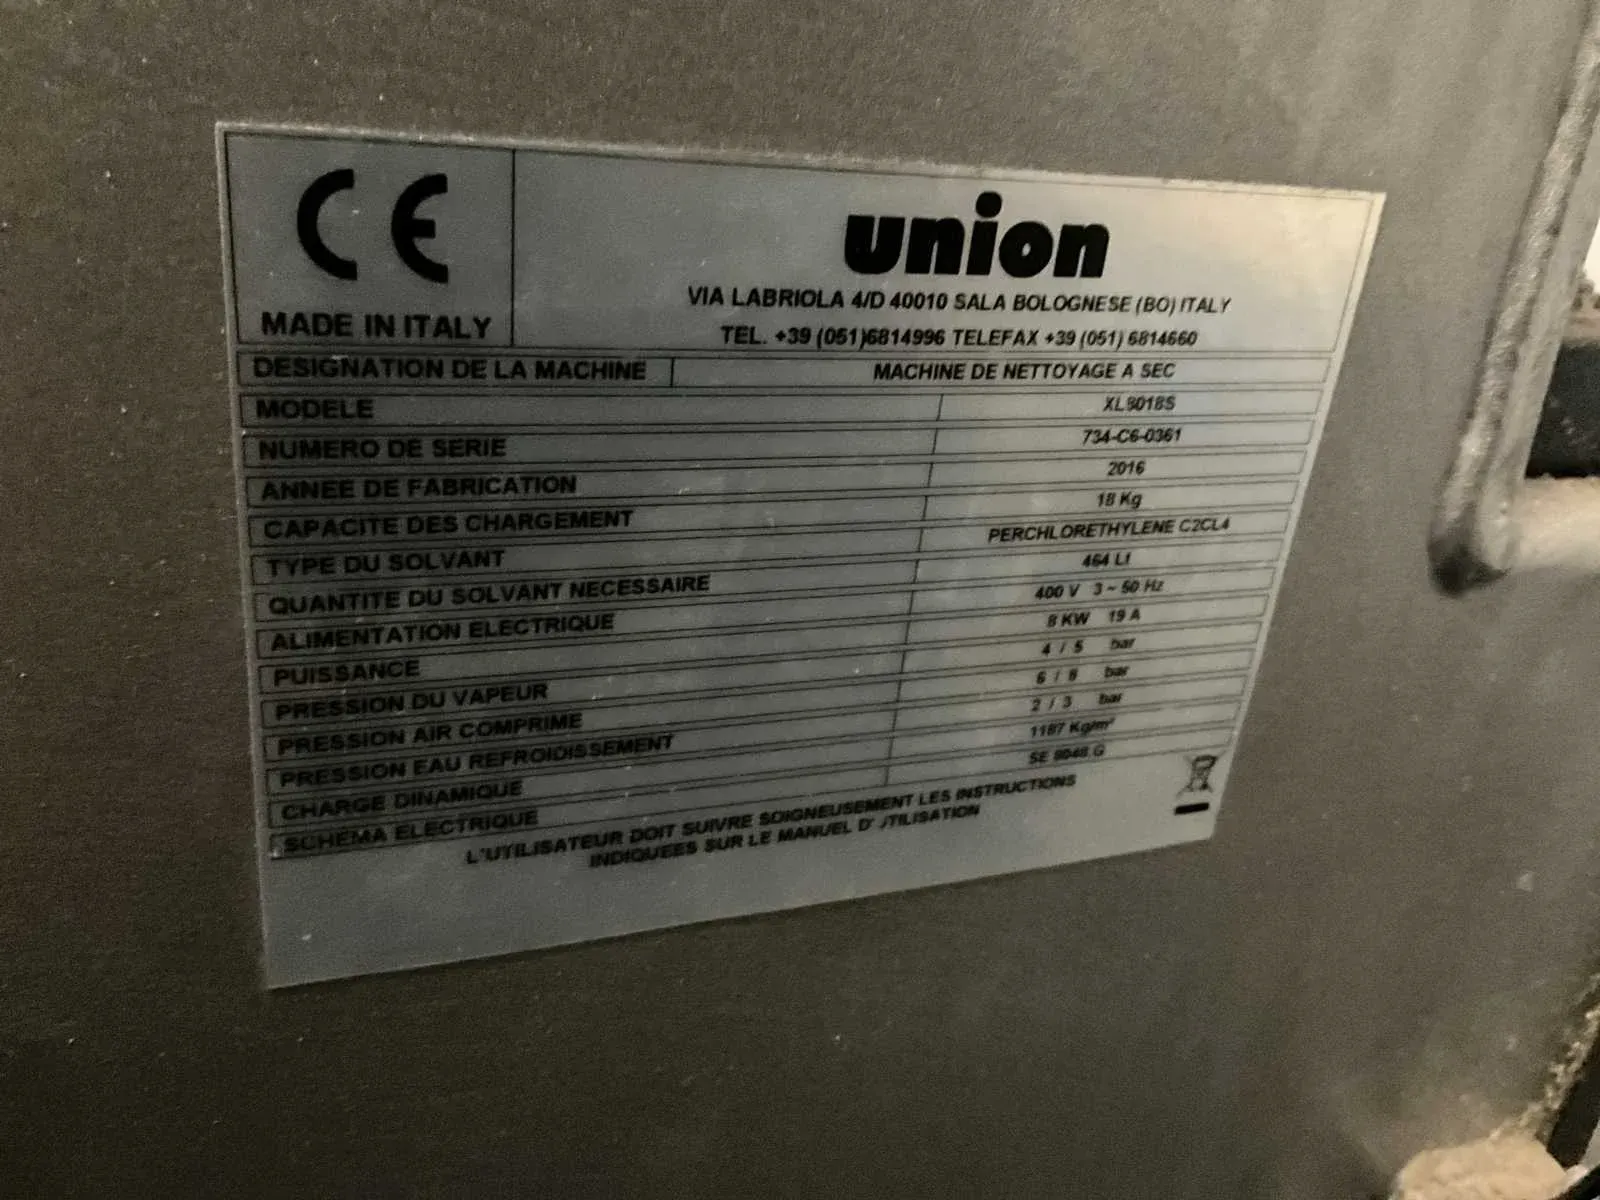 CE
MADE IN ITALY
union
VIA LABRIOLA 4/D 40010 SALA BOLOGNESE (BO) ITALY
TEL. +39 (051)6814996 TELEFAX +39 (051) 6814660
DESIGNATION DE LA MACHINE MACHINE DE NETTOYAGE A SEC
MODELE XL8018S
NUMERO DE SERIE 734-C6-0361
ANNEE DE FABRICATION 2016
CAPACITE DES CHARGEMENT 18 Kg
TYPE DU SOLVANT PERCHLORETHYLENE C2CL4
QUANTITE DU SOLVANT NECESSAIRE 464 Lt
ALIMENTATION ELECTRIQUE 400 V 3 ~ 50 Hz
PUISSANCE 8 KW 19 A
PRESSION DU VAPEUR 4 / 5 bar
PRESSION AIR COMPRIME 6 / 8 bar
PRESSION EAU REFROIDISSEMENT 2 / 3 bar
CHARGE DINAMIQUE 1187 Kg/m²
SCHEMA ELECTRIQUE SE G
L'UTILISATEUR DOIT SUIVRE SOIGNEUSEMENT LES INSTRUCTIONS
INDIQUEES SUR LE MANUEL D'UTILISATION